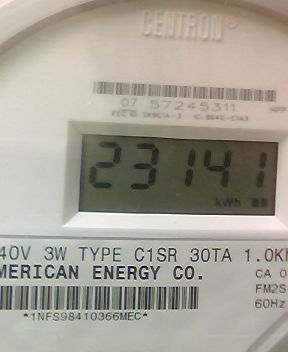 CENTRON®
07 57245311
23141
kWh
40V 3W TYPE C1SR 30TA 1.0K
MERICAN ENERGY CO.
CA 0
FM2S
60Hz
*1NFS98410366MEC*